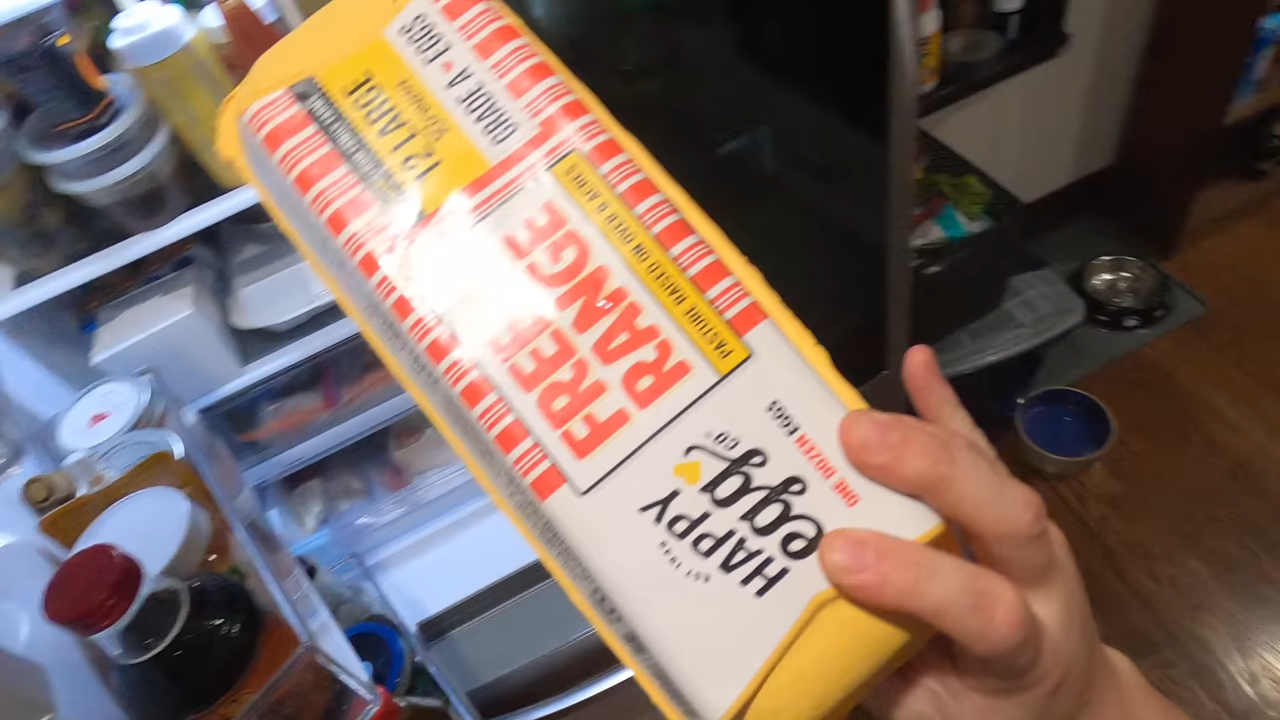 EST
HAPPY
egg
CO
ONE DOZEN EGGS
FREE
RANGE
PASTURE RAISED ON OVER 8 ACRES
12 LARGE
GRADE A EGGS